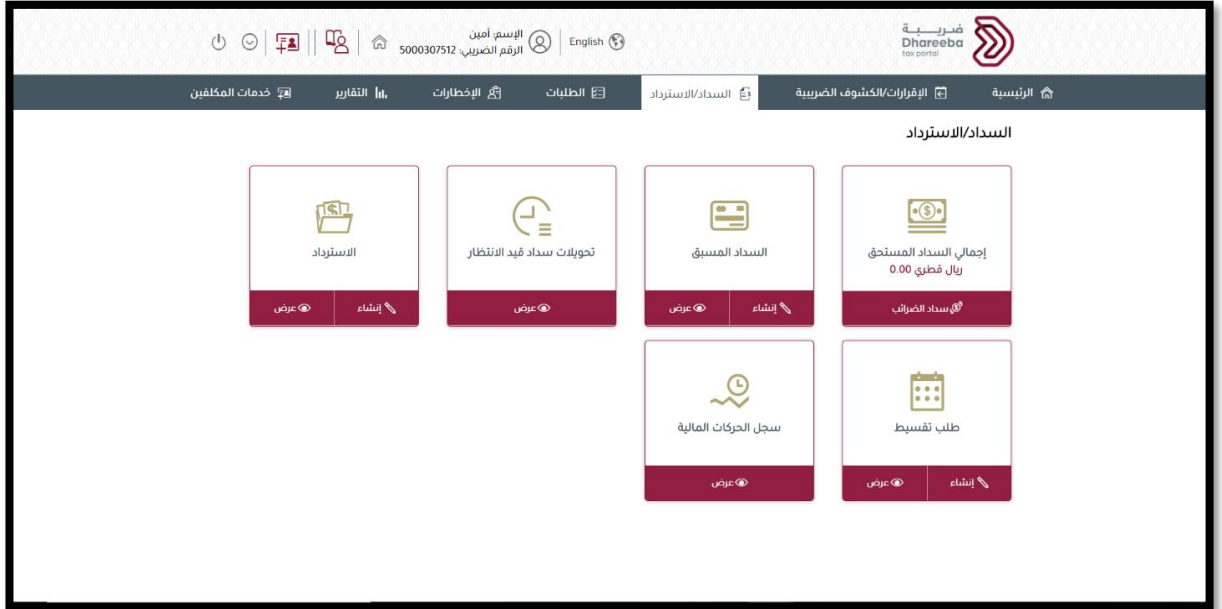 ضريبة
Dhareeba
tax portal
English
الإسم: أمين
الرقم الضريبي: 5000307512
الرئيسية
الإقرارات/الكشوف الضريبية
السداد/الاسترداد
الطلبات
الإخطارات
التقارير
خدمات المكلفين
السداد/الاسترداد
إجمالي السداد المستحق
ريال قطري 0.00
سداد الضرائب
السداد المسبق
إنشاء
عرض
تحويلات سداد قيد الانتظار
عرض
الاسترداد
إنشاء
عرض
طلب تقسيط
إنشاء
عرض
سجل الحركات المالية
عرض